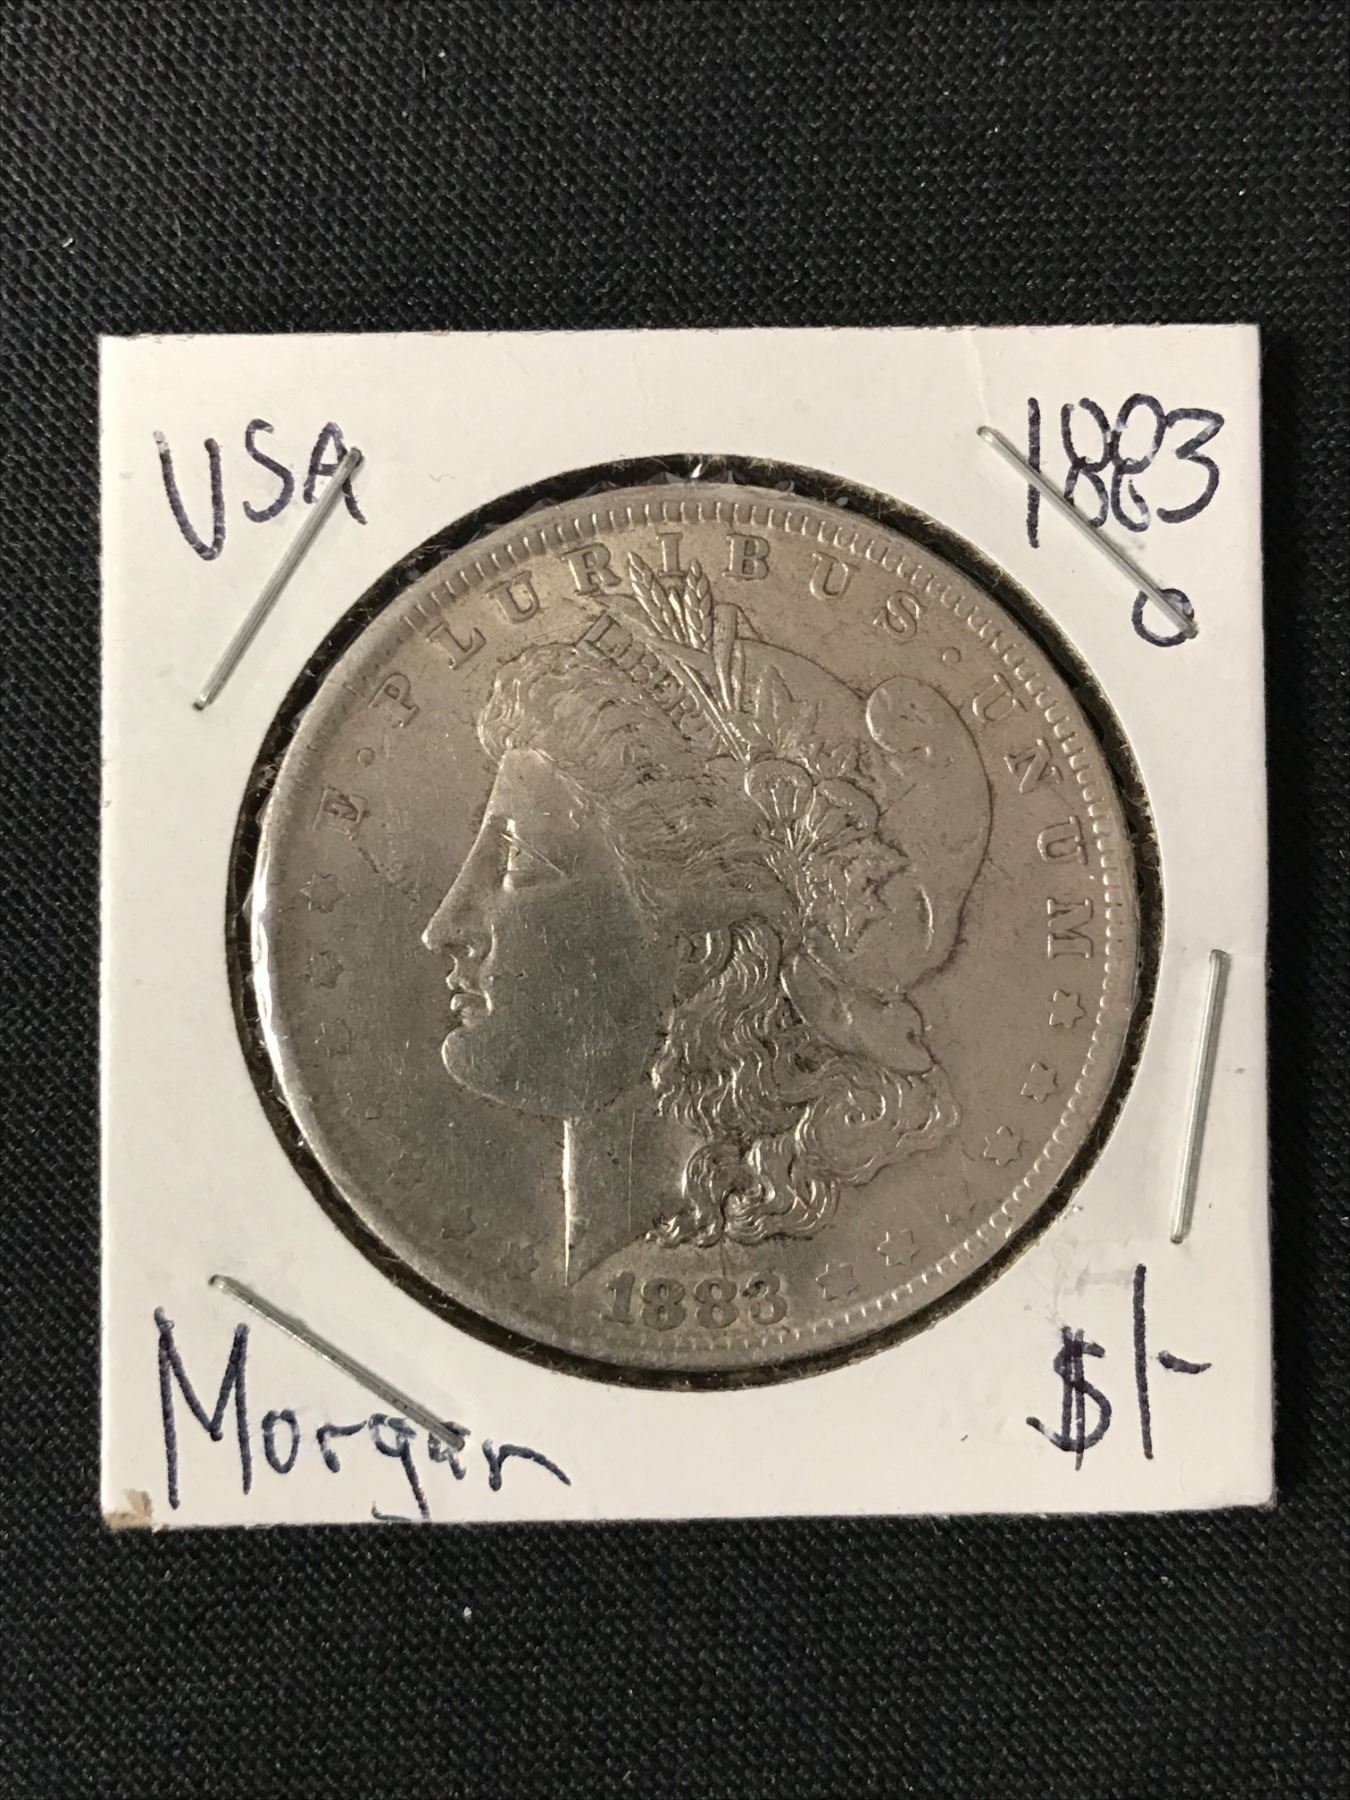 USA
1883
O
E · PLURIBUS · UNUM
LIBERTY
1883
Morgan
$1-